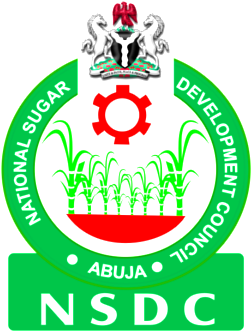 NATIONAL SUGAR DEVELOPMENT COUNCIL
ABUJA
NSDC